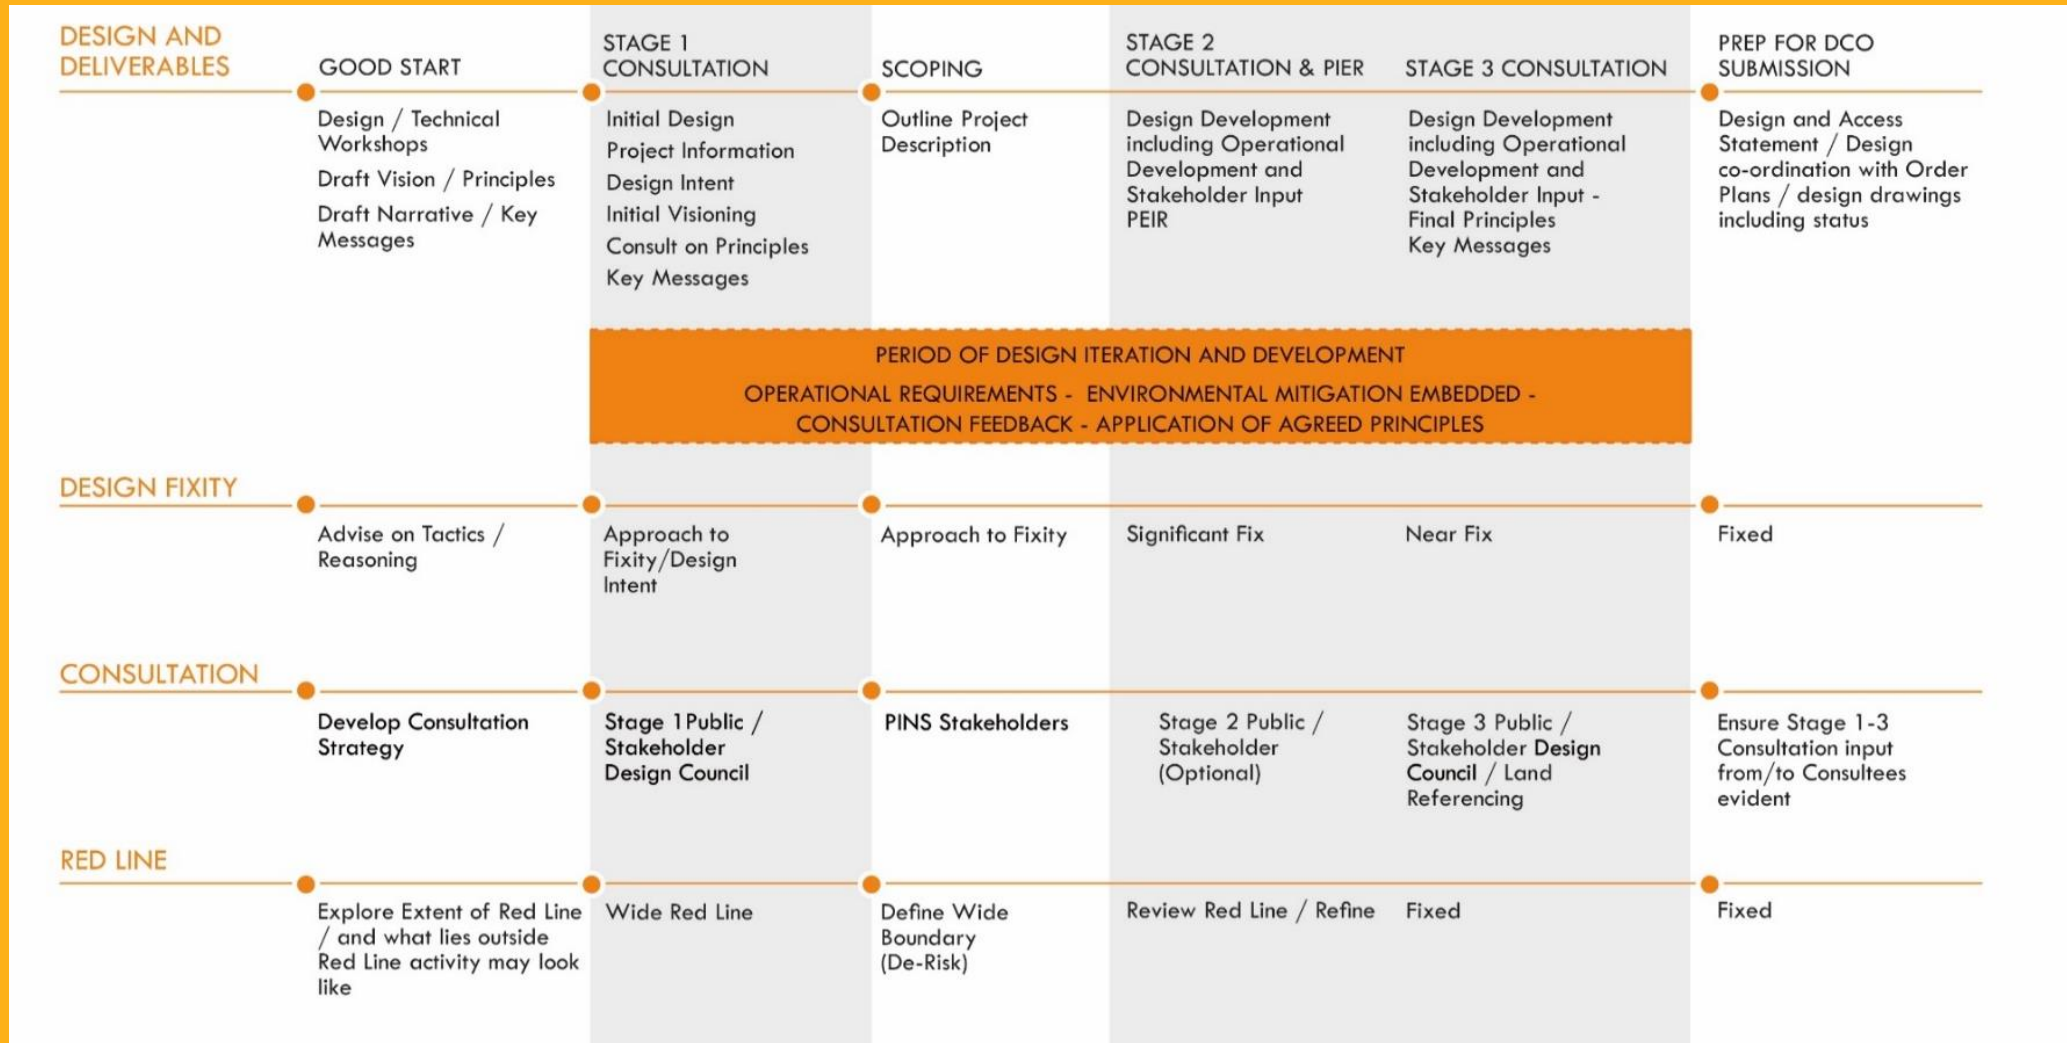 DESIGN AND
DELIVERABLES
GOOD START
STAGE 1
CONSULTATION
SCOPING
STAGE 2
CONSULTATION & PIER
STAGE 3 CONSULTATION
PREP FOR DCO
SUBMISSION
Design / Technical
Workshops
Draft Vision / Principles
Draft Narrative / Key
Messages
Initial Design
Project Information
Design Intent
Initial Visioning
Consult on Principles
Key Messages
Outline Project
Description
Design Development
including Operational
Development and
Stakeholder Input
PEIR
Design Development
including Operational
Development and
Stakeholder Input -
Final Principles
Key Messages
Design and Access
Statement / Design
co-ordination with Order
Plans / design drawings
including status
PERIOD OF DESIGN ITERATION AND DEVELOPMENT
OPERATIONAL REQUIREMENTS - ENVIRONMENTAL MITIGATION EMBEDDED -
CONSULTATION FEEDBACK - APPLICATION OF AGREED PRINCIPLES
DESIGN FIXITY
Advise on Tactics /
Reasoning
Approach to
Fixity/Design
Intent
Approach to Fixity
Significant Fix
Near Fix
Fixed
CONSULTATION
Develop Consultation
Strategy
Stage 1Public /
Stakeholder
Design Council
PINS Stakeholders
Stage 2 Public /
Stakeholder
(Optional)
Stage 3 Public /
Stakeholder Design
Council / Land
Referencing
Ensure Stage 1-3
Consultation input
from/to Consultees
evident
RED LINE
Explore Extent of Red Line
/ and what lies outside
Red Line activity may look
like
Wide Red Line
Define Wide
Boundary
(De-Risk)
Review Red Line / Refine
Fixed
Fixed